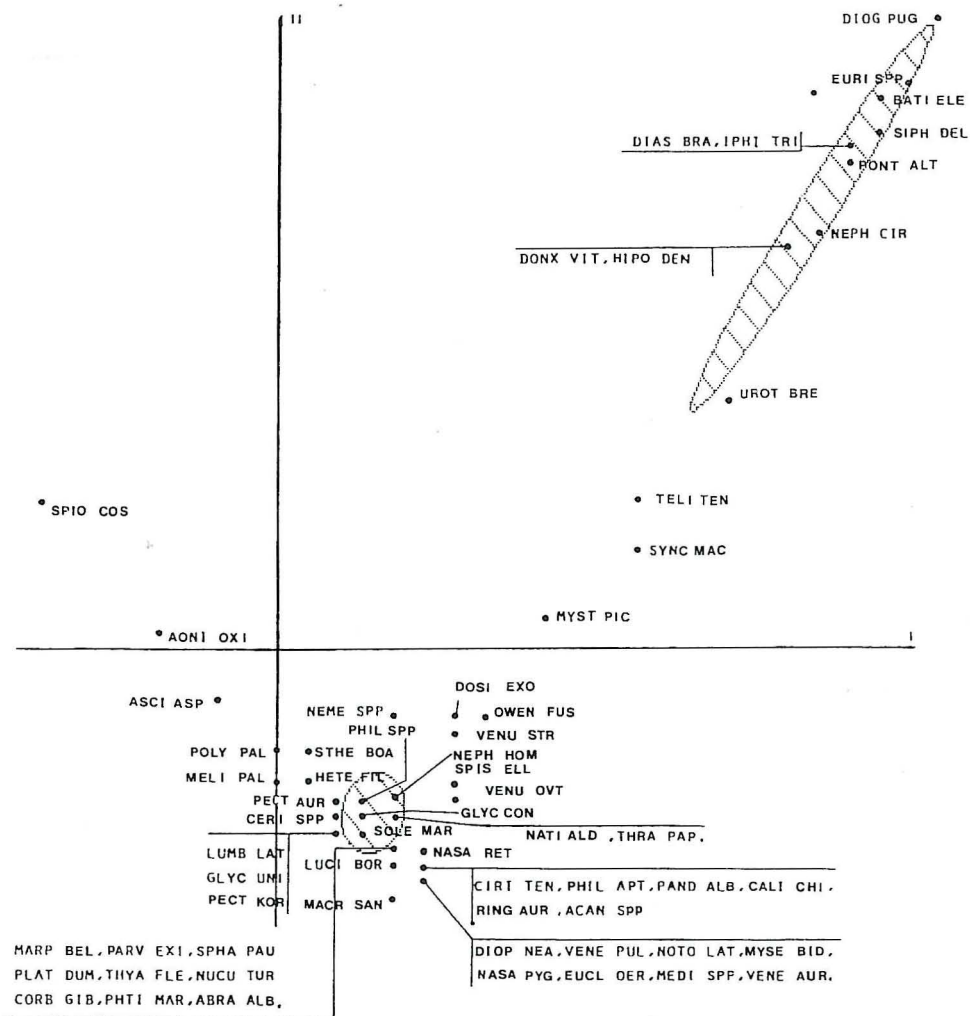 II
DIOG PUG
EURI SPP
BATI ELE
SIPH DEL
DIAS BRA, IPHI TRI
PONT ALT
NEPH CIR
DONX VIT, HIPO DEN
UROT BRE
TELI TEN
SPIO COS
SYNC MAC
MYST PIC
AONI OXI
I
DOSI EXO
ASCI ASP
NEME SPP
OWEN FUS
PHIL SPP
VENU STR
POLY PAL
STHE BOA
NEPH HOM
SPIS ELL
MELI PAL
HETE FIL
VENU OVT
PECT AUR
GLYC CON
CERI SPP
SOLE MAR
NATI ALD , THRA PAP.
LUMB LAT
LUCI BOR
NASA RET
GLYC UNI
CIRI TEN, PHIL APT, PAND ALB, CALI CHI.
PECT KOR
MACR SAN
RING AUR , ACAN SPP
MARP BEL, PARV EXI, SPHA PAU
DIOP NEA, VENE PUL, NOTO LAT, MYSE BID.
PLAT DUM, THYA FLE, NUCU TUR
NASA PYG, EUCL OER, MEDI SPP, VENE AUR.
CORB GIB, PHTI MAR, ABRA ALB.